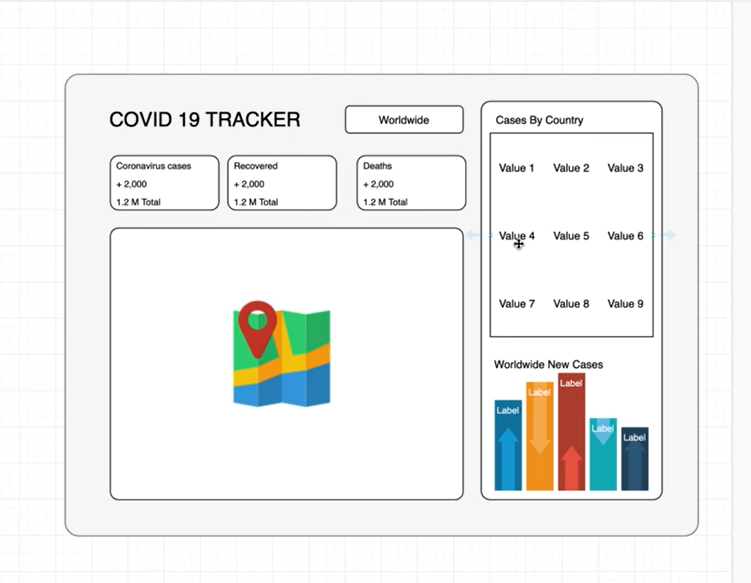 COVID 19 TRACKER
Worldwide
Coronavirus cases
+ 2,000
1.2 M Total
Recovered
+ 2,000
1.2 M Total
Deaths
+ 2,000
1.2 M Total
Cases By Country
Value 1 Value 2 Value 3
Value 4 Value 5 Value 6
Value 7 Value 8 Value 9
Worldwide New Cases
Label
Label
Label
Label
Label